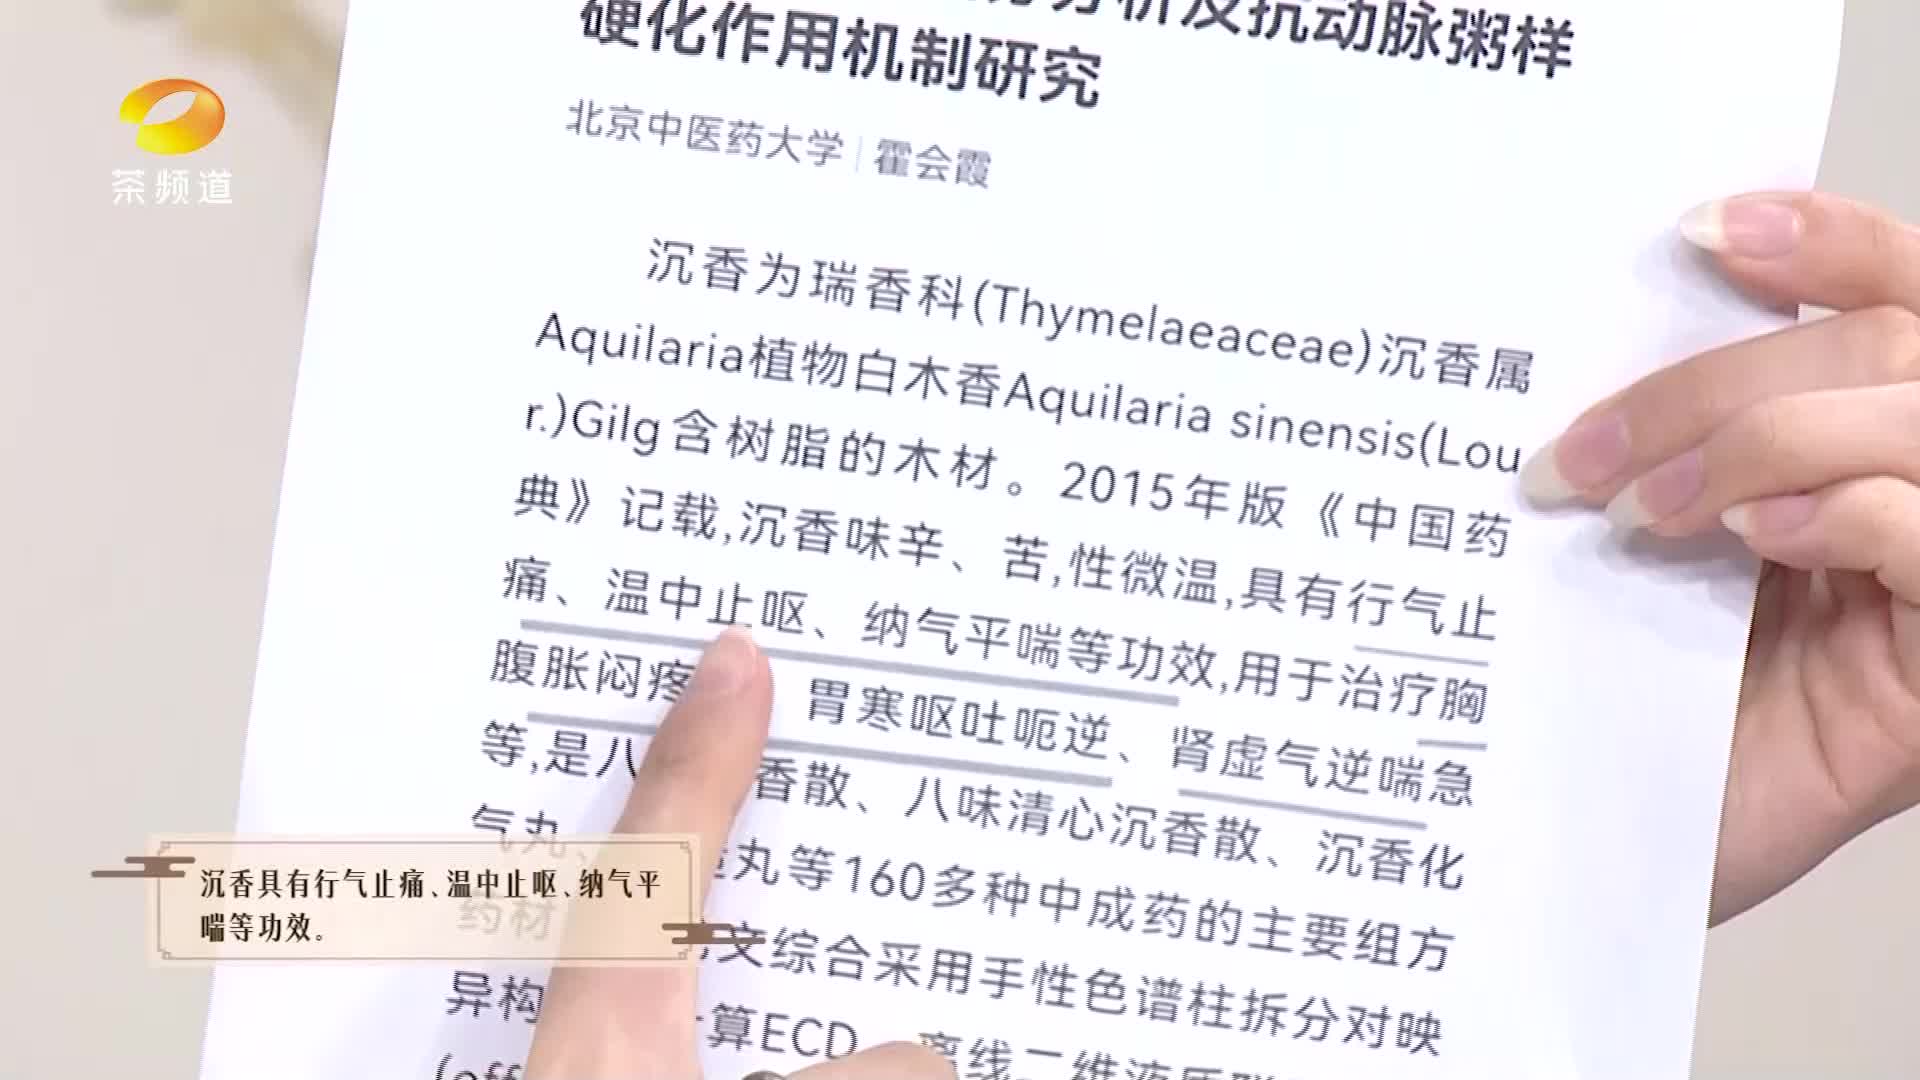 分析及抗动脉粥样
硬化作用机制研究
北京中医药大学 | 霍会霞
茶频道
沉香为瑞香科(Thymelaeaceae)沉香属
Aquilaria植物白木香Aquilaria sinensis(Lou
r.)Gilg含树脂的木材。2015年版《中国药
典》记载,沉香味辛、苦,性微温,具有行气止
痛、温中止呕、纳气平喘等功效,用于治疗胸
腹胀闷疼 胃寒呕吐呃逆、肾虚气逆喘急
等,是八 香散、八味清心沉香散、沉香化
气丸、 丸等160多种中成药的主要组方
药材 文综合采用手性色谱柱拆分对映
异构 算ECD、离线二维液质联
沉香具有行气止痛、温中止呕、纳气平
喘等功效。